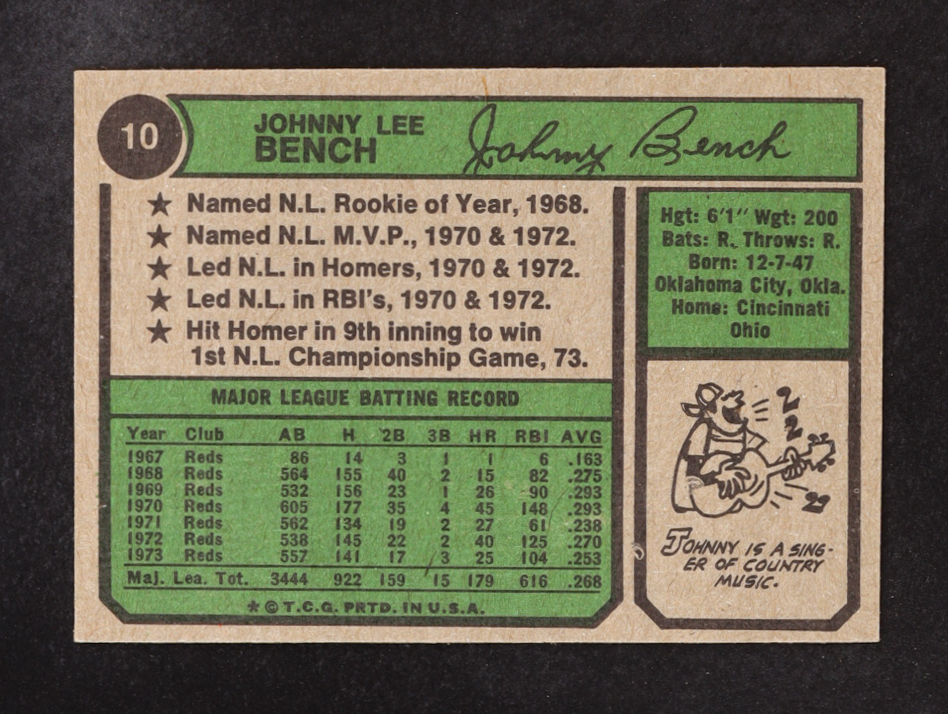 10
JOHNNY LEE
BENCH
Johnny Bench
★ Named N.L. Rookie of Year, 1968.
★ Named N.L. M.V.P., 1970 & 1972.
★ Led N.L. in Homers, 1970 & 1972.
★ Led N.L. in RBI's, 1970 & 1972.
★ Hit Homer in 9th inning to win
1st N.L. Championship Game, 73.
Hgt: 6'1" Wgt: 200
Bats: R. Throws: R.
Born: 12-7-47
Oklahoma City, Okla.
Home: Cincinnati
Ohio
MAJOR LEAGUE BATTING RECORD
Year Club AB H 2B 3B HR RBI AVG
1967 Reds 86 14 3 1 1 6 .163
1968 Reds 564 155 40 2 15 82 .275
1969 Reds 532 156 23 1 26 90 .293
1970 Reds 605 177 35 4 45 148 .293
1971 Reds 562 134 19 2 27 61 .238
1972 Reds 538 145 22 2 40 125 .270
1973 Reds 557 141 17 3 25 104 .253
Maj. Lea. Tot. 3444 922 159 15 179 616 .268
★ © T.C.G. PRTD. IN U.S.A.
JOHNNY IS A SING-
ER OF COUNTRY
MUSIC.